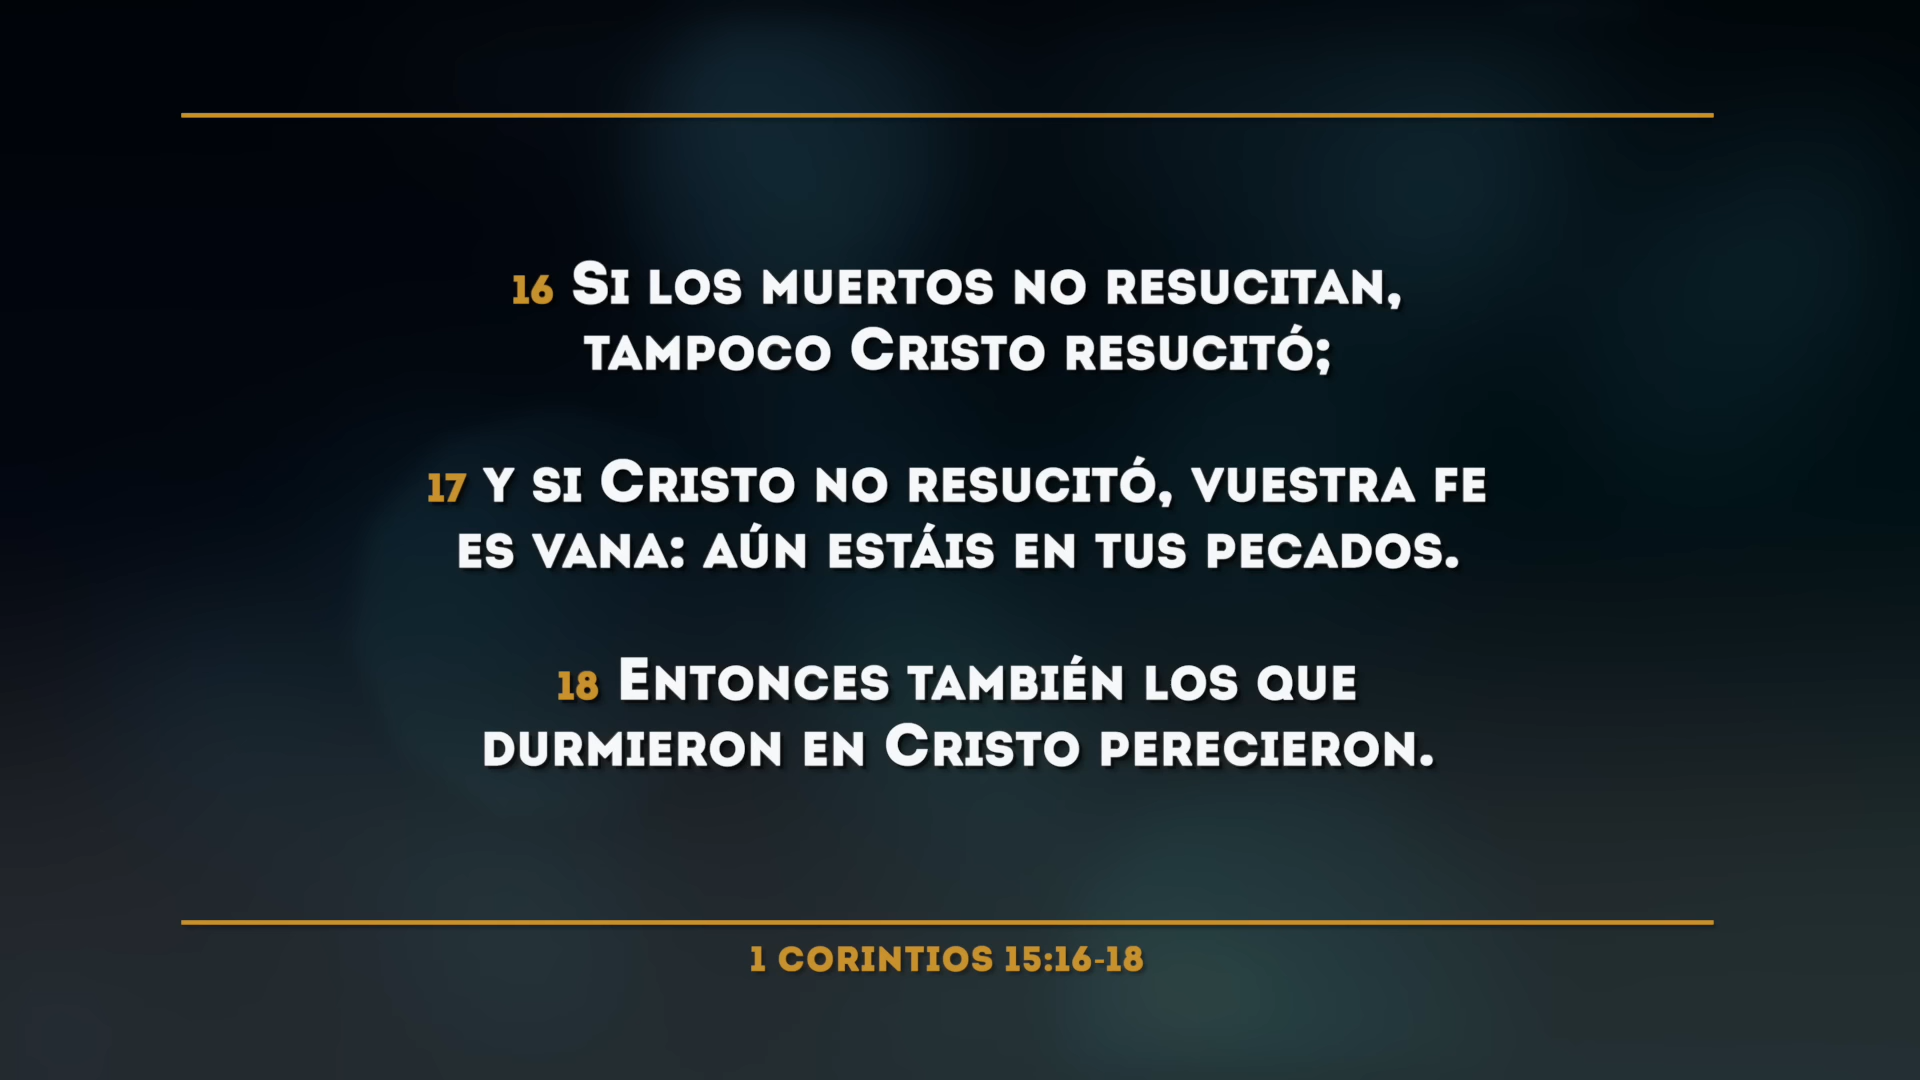 16 Si los muertos no resucitan,
tampoco Cristo resucitó;
17 y si Cristo no resucitó, vuestra fe
es vana: aún estáis en tus pecados.
18 Entonces también los que
durmieron en Cristo perecieron.
1 CORINTIOS 15:16-18